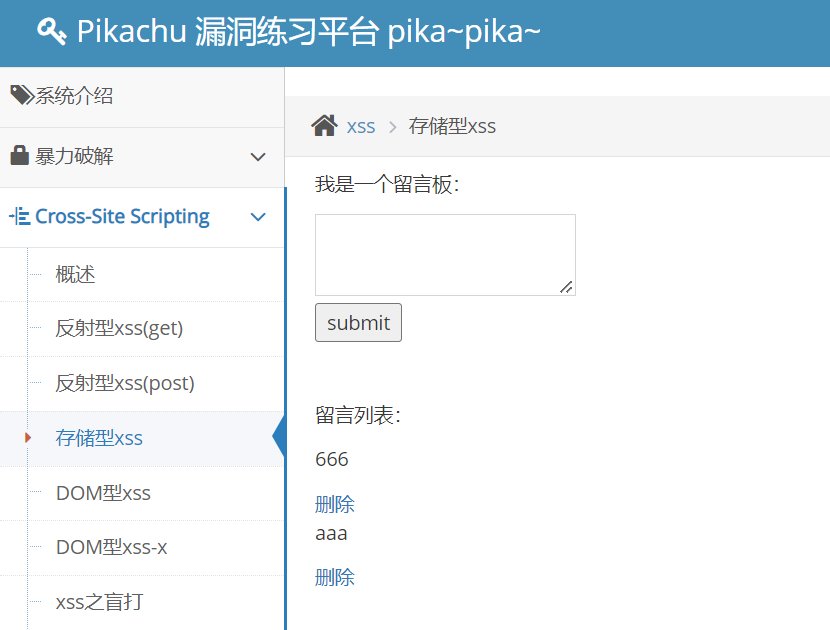 Pikachu 漏洞练习平台 pika~pika~
系统介绍
暴力破解
Cross-Site Scripting
概述
反射型xss(get)
反射型xss(post)
存储型xss
DOM型xss
DOM型xss-x
xss之盲打
xss > 存储型xss
我是一个留言板：
submit
留言列表：
666
删除
aaa
删除